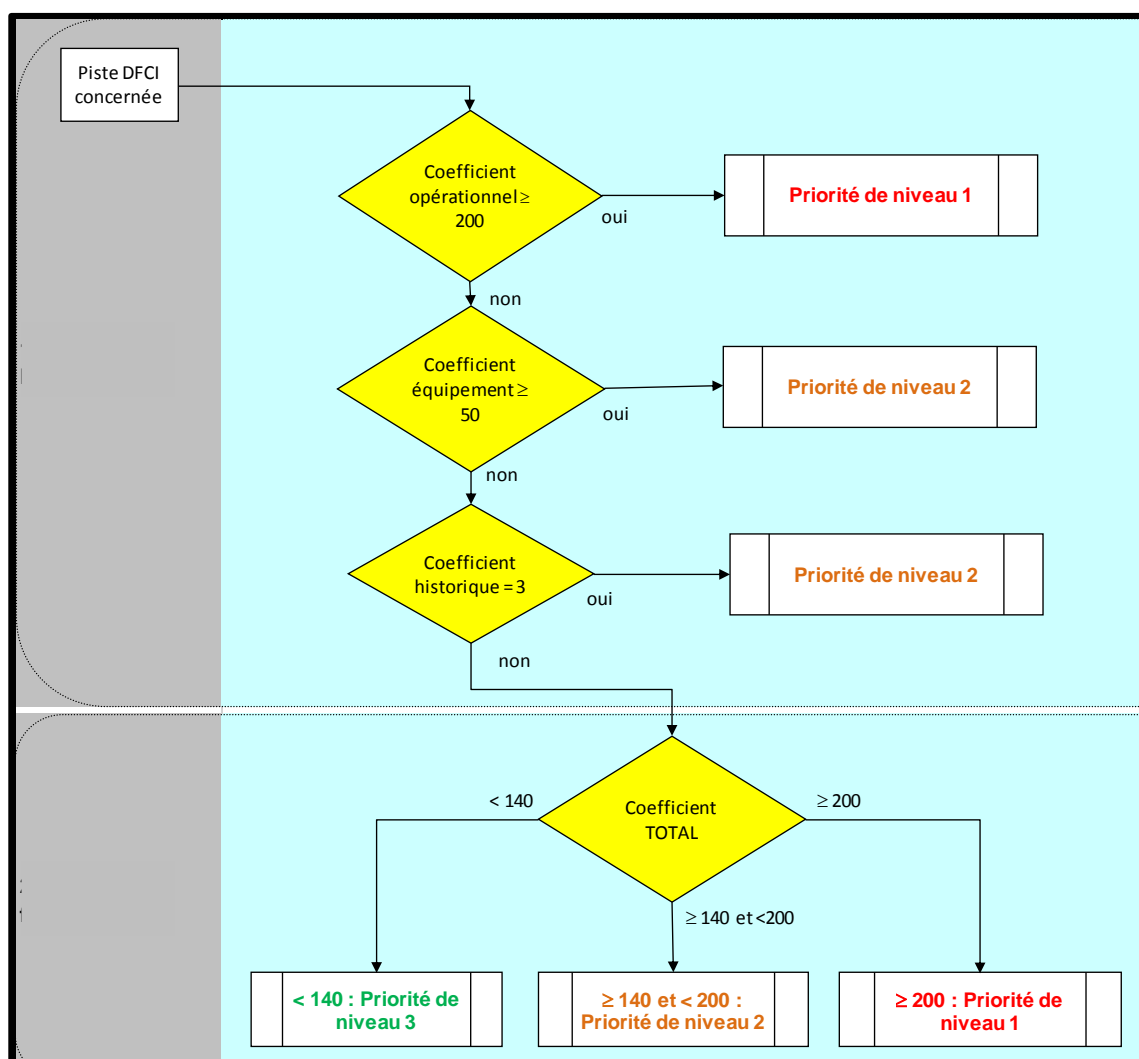 Piste DFCI
concernée
Coefficient
opérationnel ≥
200
oui
Priorité de niveau 1
non
Coefficient
équipement ≥
50
oui
Priorité de niveau 2
non
Coefficient
historique = 3
oui
Priorité de niveau 2
non
< 140
Coefficient
TOTAL
≥ 200
≥ 140 et <200
< 140 : Priorité de
niveau 3
≥ 140 et < 200 :
Priorité de niveau 2
≥ 200 : Priorité de
niveau 1